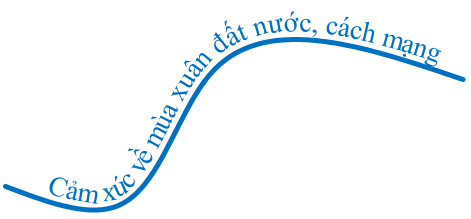 Cảm xúc về mùa xuân đất nước, cách mạng